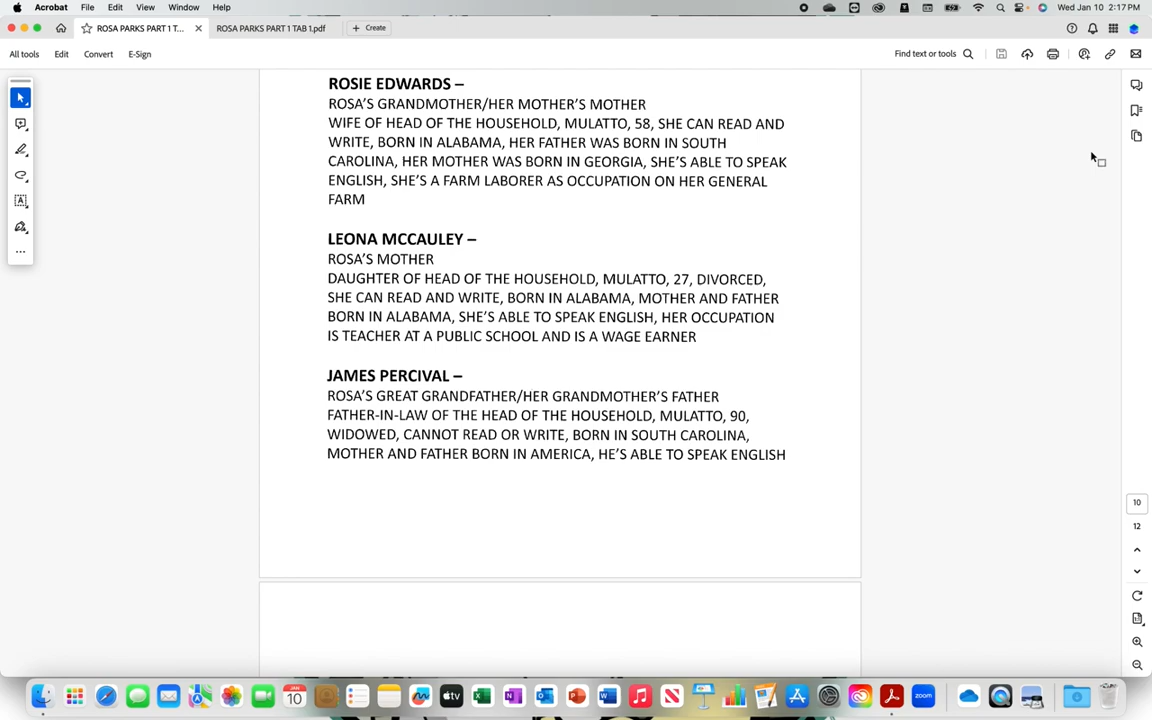 Acrobat File Edit View Window Help
Wed Jan 10 2:17 PM
ROSA PARKS PART 1 T...
ROSA PARKS PART 1 TAB 1.pdf
+ Create
All tools Edit Convert E-Sign
Find text or tools
ROSIE EDWARDS –
ROSA'S GRANDMOTHER/HER MOTHER'S MOTHER
WIFE OF HEAD OF THE HOUSEHOLD, MULATTO, 58, SHE CAN READ AND
WRITE, BORN IN ALABAMA, HER FATHER WAS BORN IN SOUTH
CAROLINA, HER MOTHER WAS BORN IN GEORGIA, SHE'S ABLE TO SPEAK
ENGLISH, SHE'S A FARM LABORER AS OCCUPATION ON HER GENERAL
FARM
LEONA MCCAULEY –
ROSA'S MOTHER
DAUGHTER OF HEAD OF THE HOUSEHOLD, MULATTO, 27, DIVORCED,
SHE CAN READ AND WRITE, BORN IN ALABAMA, MOTHER AND FATHER
BORN IN ALABAMA, SHE'S ABLE TO SPEAK ENGLISH, HER OCCUPATION
IS TEACHER AT A PUBLIC SCHOOL AND IS A WAGE EARNER
JAMES PERCIVAL –
ROSA'S GREAT GRANDFATHER/HER GRANDMOTHER'S FATHER
FATHER-IN-LAW OF THE HEAD OF THE HOUSEHOLD, MULATTO, 90,
WIDOWED, CANNOT READ OR WRITE, BORN IN SOUTH CAROLINA,
MOTHER AND FATHER BORN IN AMERICA, HE'S ABLE TO SPEAK ENGLISH
10
12
JAN
10
tv
zoom